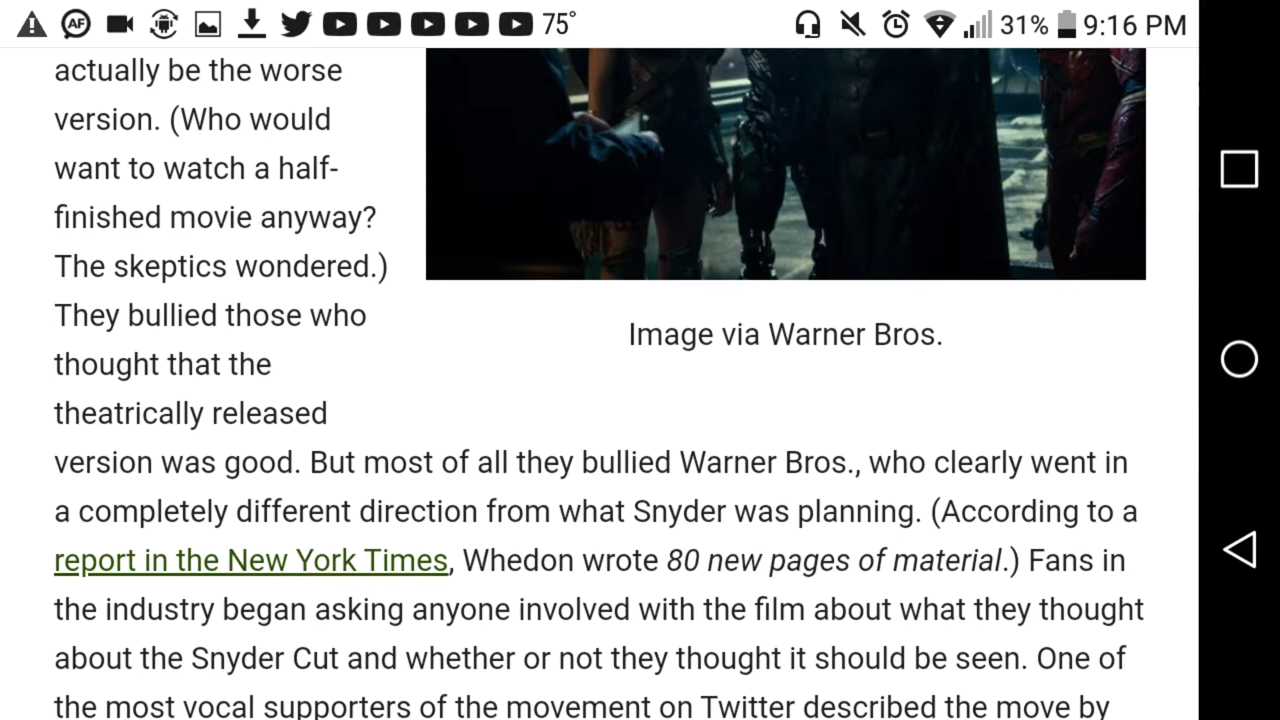 AF 75° 31% 9:16 PM
actually be the worse
version. (Who would
want to watch a half-
finished movie anyway?
The skeptics wondered.)
They bullied those who
thought that the
theatrically released
Image via Warner Bros.
version was good. But most of all they bullied Warner Bros., who clearly went in
a completely different direction from what Snyder was planning. (According to a
report in the New York Times, Whedon wrote 80 new pages of material.) Fans in
the industry began asking anyone involved with the film about what they thought
about the Snyder Cut and whether or not they thought it should be seen. One of
the most vocal supporters of the movement on Twitter described the move by